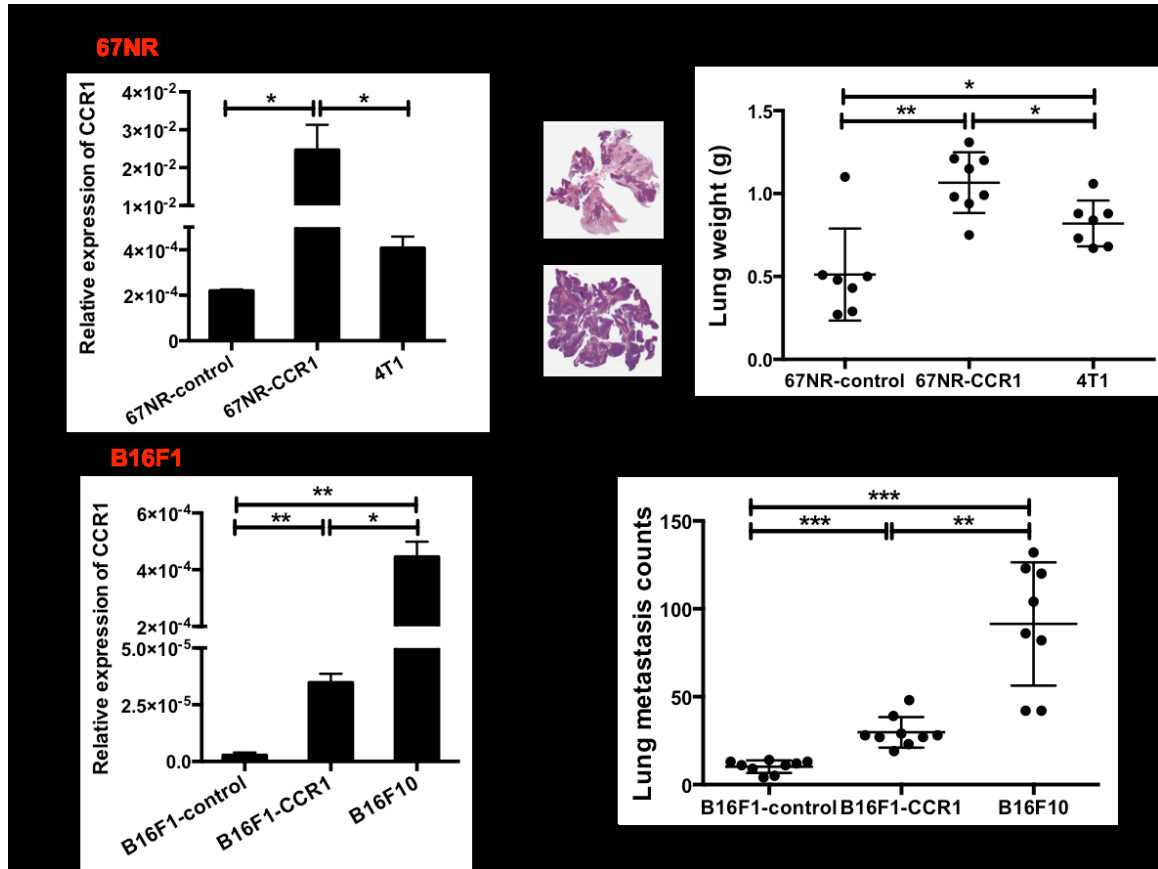 67NR
Relative expression of CCR1
4×10⁻²
3×10⁻²
2×10⁻²
1×10⁻²
4×10⁻⁴
2×10⁻⁴
0
* *
67NR-control 67NR-CCR1 4T1
Lung weight (g)
1.5
1.0
0.5
0.0
*
** *
67NR-control 67NR-CCR1 4T1
B16F1
Relative expression of CCR1
6×10⁻⁴
4×10⁻⁴
2×10⁻⁴
5.0×10⁻⁵
2.5×10⁻⁵
0.0
**
** *
B16F1-control B16F1-CCR1 B16F10
Lung metastasis counts
150
100
50
0
***
*** **
B16F1-control B16F1-CCR1 B16F10